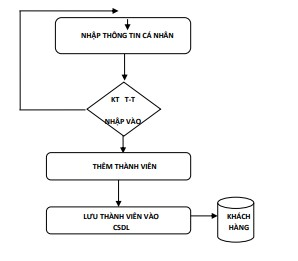 NHẬP THÔNG TIN CÁ NHÂN
KT T-T
NHẬP VÀO
THÊM THÀNH VIÊN
LƯU THÀNH VIÊN VÀO
CSDL
KHÁCH
HÀNG